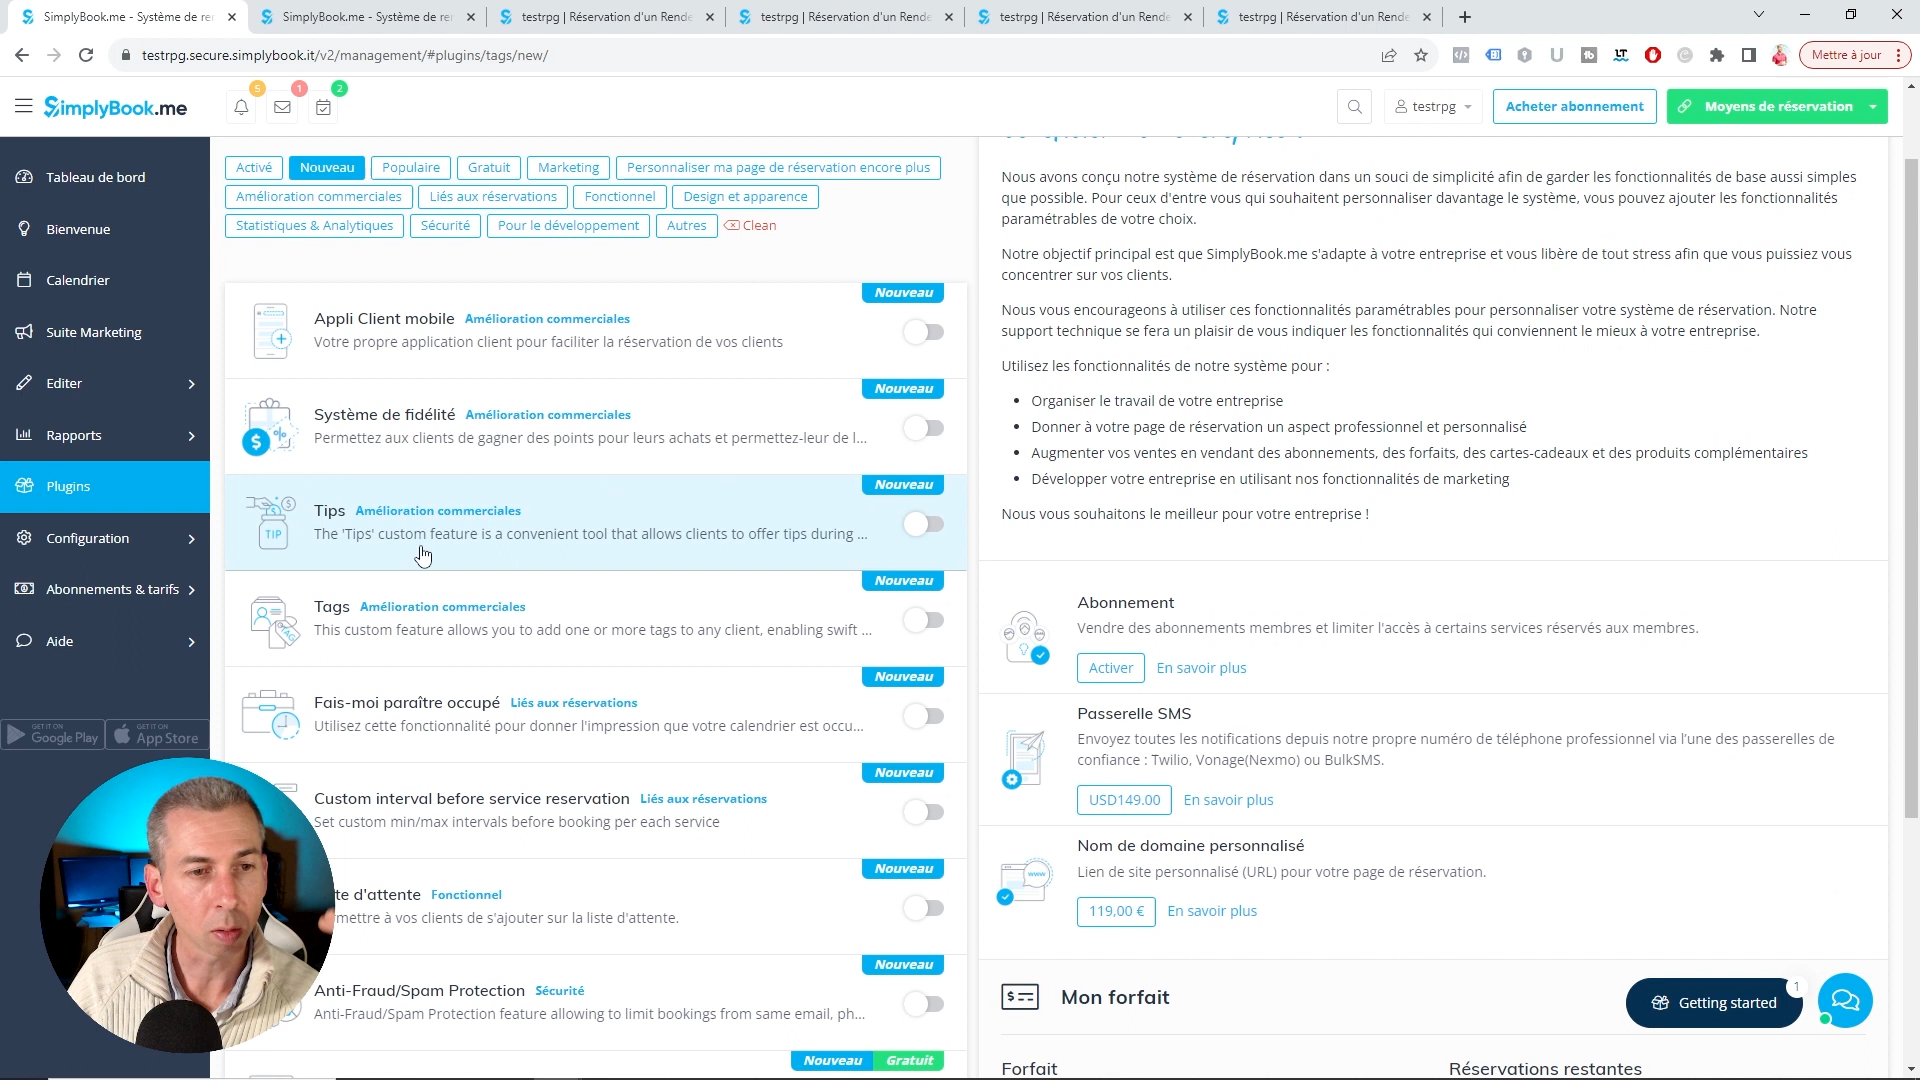 SimplyBook.me - Système de re
SimplyBook.me - Système de re
testrpg | Réservation d'un Rende
testrpg | Réservation d'un Rende
testrpg | Réservation d'un Rende
testrpg | Réservation d'un Rende
testrpg.secure.simplybook.it/v2/management/#plugins/tags/new/
Mettre à jour
SimplyBook.me
5
1
2
testrpg
Acheter abonnement
Moyens de réservation
Tableau de bord
Bienvenue
Calendrier
Suite Marketing
Editer
Rapports
Plugins
Configuration
Abonnements & tarifs
Aide
GET IT ON
Google Play
GET IT ON
App Store
Activé
Nouveau
Populaire
Gratuit
Marketing
Personnaliser ma page de réservation encore plus
Amélioration commerciales
Liés aux réservations
Fonctionnel
Design et apparence
Statistiques & Analytiques
Sécurité
Pour le développement
Autres
Clean
Nouveau
Appli Client mobile Amélioration commerciales
Votre propre application client pour faciliter la réservation de vos clients
Nouveau
Système de fidélité Amélioration commerciales
Permettez aux clients de gagner des points pour leurs achats et permettez-leur de l...
Nouveau
TIP
Tips Amélioration commerciales
The 'Tips' custom feature is a convenient tool that allows clients to offer tips during ...
Nouveau
TAG
Tags Amélioration commerciales
This custom feature allows you to add one or more tags to any client, enabling swift ...
Nouveau
Fais-moi paraître occupé Liés aux réservations
Utilisez cette fonctionnalité pour donner l'impression que votre calendrier est occu...
Nouveau
Custom interval before service reservation Liés aux réservations
Set custom min/max intervals before booking per each service
Nouveau
te d'attente Fonctionnel
mettre à vos clients de s'ajouter sur la liste d'attente.
Nouveau
Anti-Fraud/Spam Protection Sécurité
Anti-Fraud/Spam Protection feature allowing to limit bookings from same email, ph...
Nouveau
Gratuit
Nous avons conçu notre système de réservation dans un souci de simplicité afin de garder les fonctionnalités de base aussi simples
que possible. Pour ceux d'entre vous qui souhaitent personnaliser davantage le système, vous pouvez ajouter les fonctionnalités
paramétrables de votre choix.
Notre objectif principal est que SimplyBook.me s'adapte à votre entreprise et vous libère de tout stress afin que vous puissiez vous
concentrer sur vos clients.
Nous vous encourageons à utiliser ces fonctionnalités paramétrables pour personnaliser votre système de réservation. Notre
support technique se fera un plaisir de vous indiquer les fonctionnalités qui conviennent le mieux à votre entreprise.
Utilisez les fonctionnalités de notre système pour :
• Organiser le travail de votre entreprise
• Donner à votre page de réservation un aspect professionnel et personnalisé
• Augmenter vos ventes en vendant des abonnements, des forfaits, des cartes-cadeaux et des produits complémentaires
• Développer votre entreprise en utilisant nos fonctionnalités de marketing
Nous vous souhaitons le meilleur pour votre entreprise !
Abonnement
Vendre des abonnements membres et limiter l'accès à certains services réservés aux membres.
Activer
En savoir plus
Passerelle SMS
Envoyez toutes les notifications depuis notre propre numéro de téléphone professionnel via l'une des passerelles de
confiance : Twilio, Vonage(Nexmo) ou BulkSMS.
USD149.00
En savoir plus
www
Nom de domaine personnalisé
Lien de site personnalisé (URL) pour votre page de réservation.
119,00 €
En savoir plus
Mon forfait
Getting started
1
Forfait
Réservations restantes